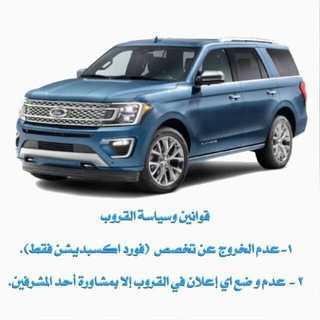 قوانين وسياسة القروب
١- عدم الخروج عن تخصص (فورد اكسبديشن فقط).
٢- عدم وضع اي إعلان في القروب إلا بمشاورة أحد المشرفين.